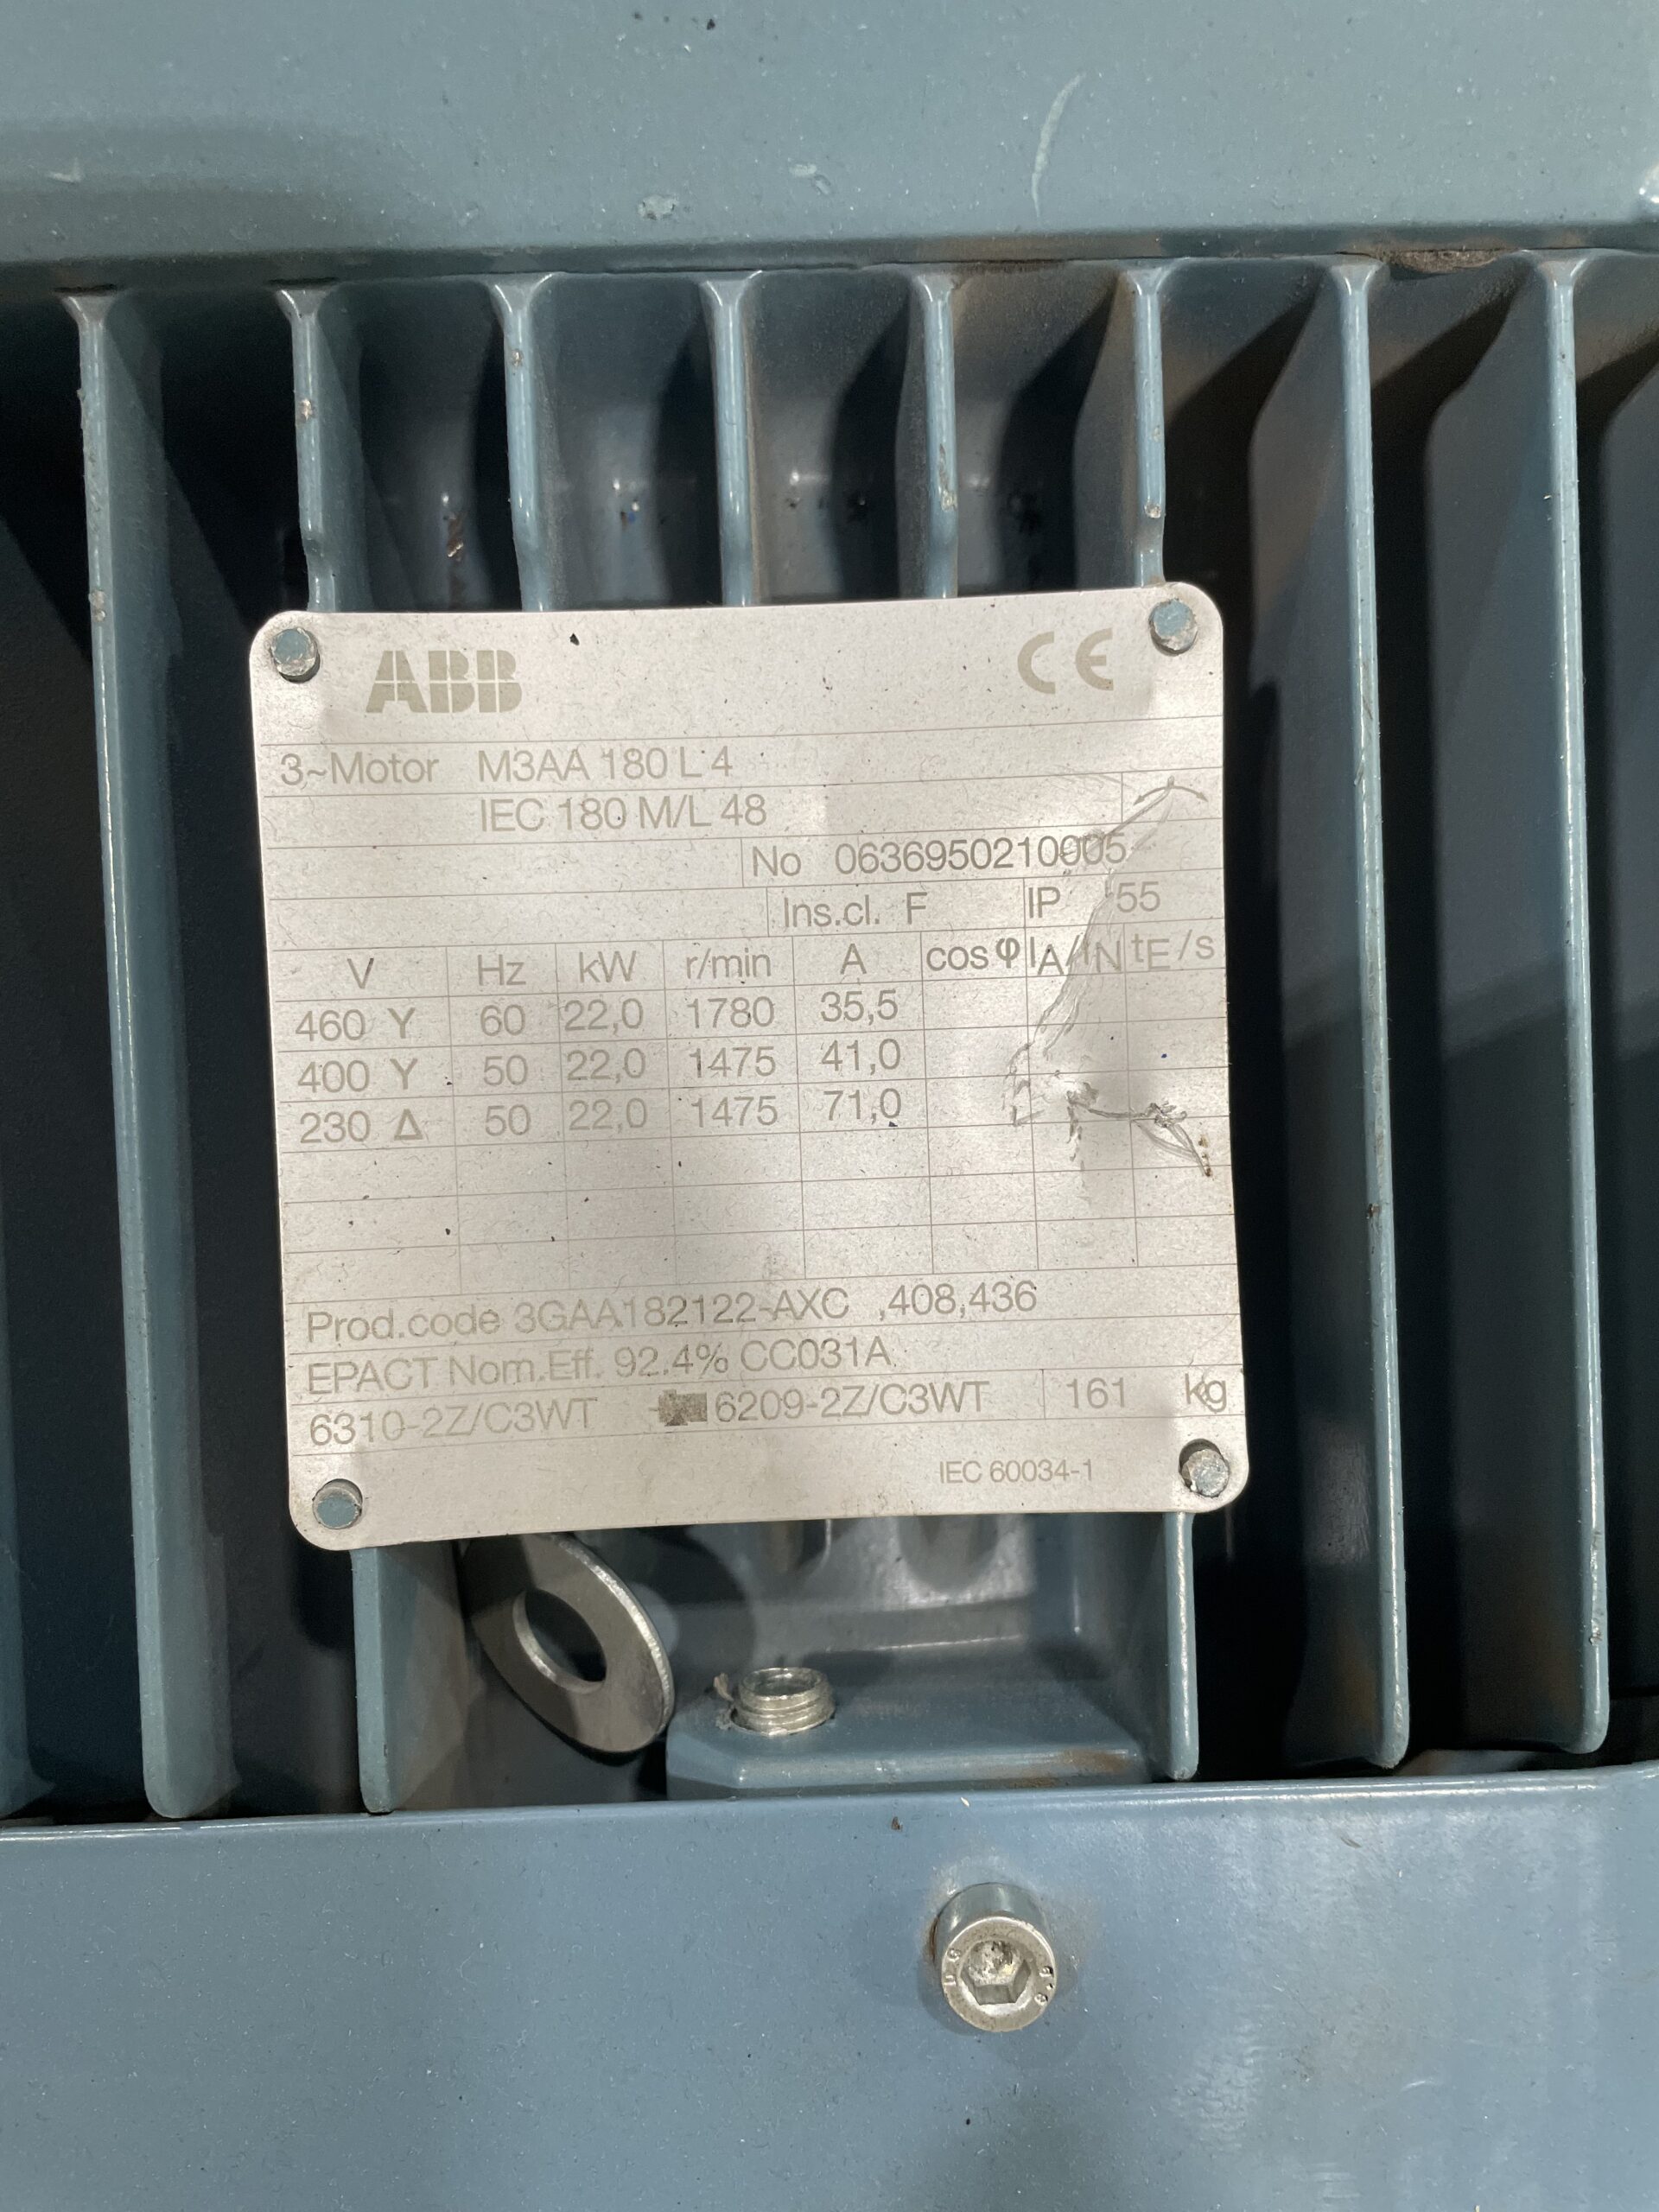 ABB CE
3~Motor M3AA 180 L 4
IEC 180 M/L 48
No 0636950210005
Ins.cl. F IP 55
V Hz kW r/min A cos φ IA/IN tE/s
460 Y 60 22,0 1780 35,5
400 Y 50 22,0 1475 41,0
230 Δ 50 22,0 1475 71,0
Prod.code 3GAA182122-AXC ,408,436
EPACT Nom.Eff. 92.4% CC031A
6310-2Z/C3WT 6209-2Z/C3WT 161 kg
IEC 60034-1